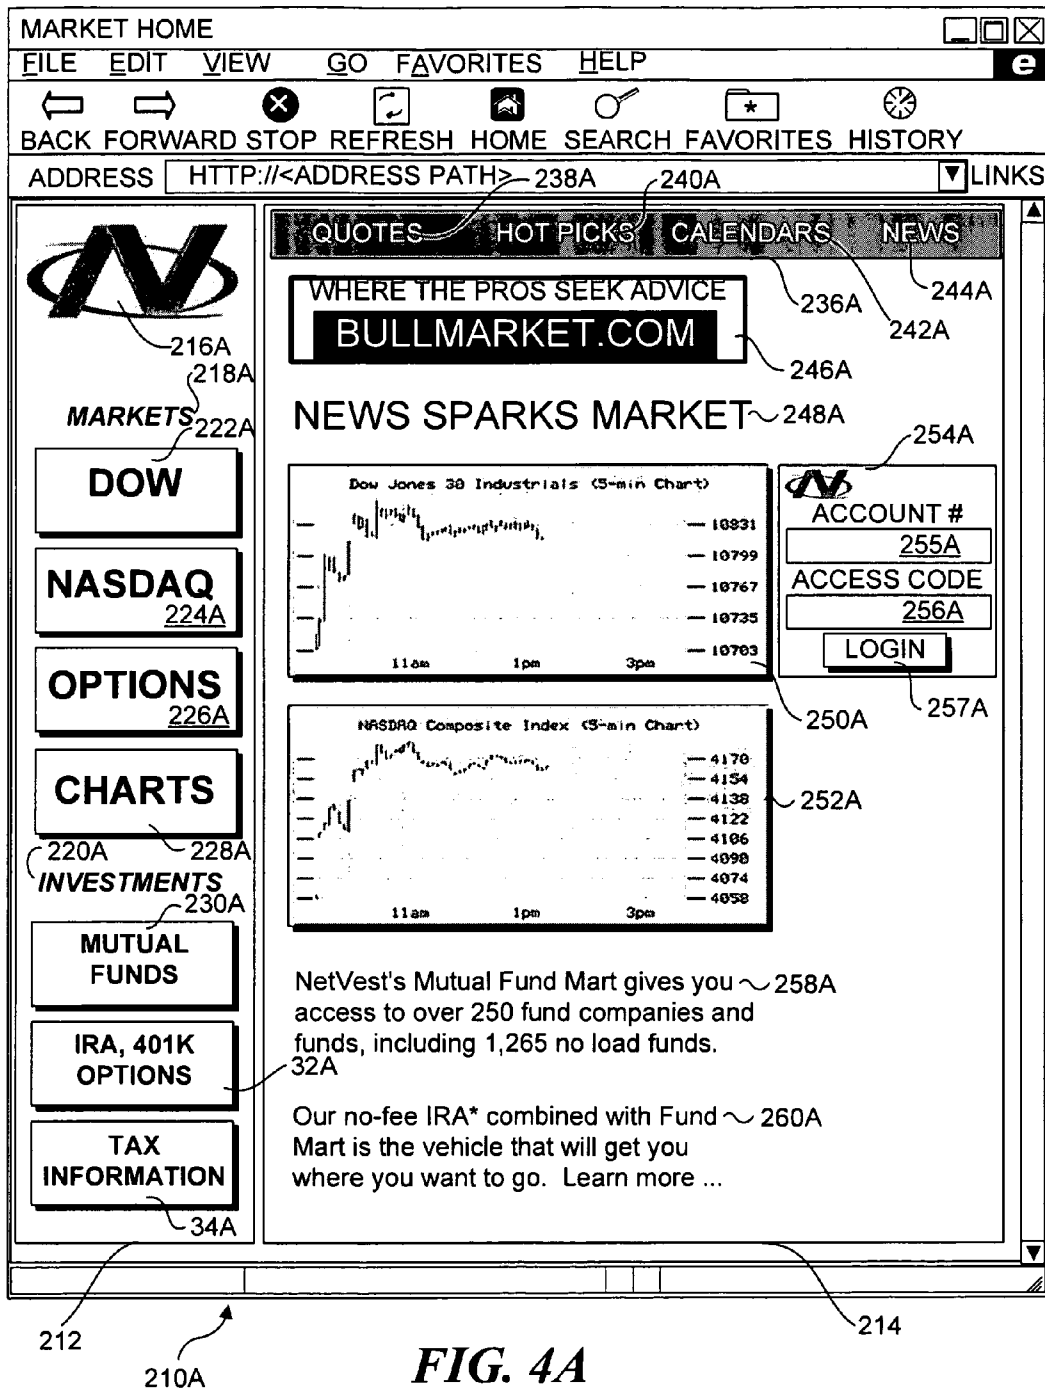 MARKET HOME
FILE EDIT VIEW GO FAVORITES HELP
e
BACK FORWARD STOP REFRESH HOME SEARCH FAVORITES HISTORY
ADDRESS HTTP://<ADDRESS PATH> 238A 240A LINKS
QUOTES HOT PICKS CALENDARS NEWS
236A 244A
242A
WHERE THE PROS SEEK ADVICE
BULLMARKET.COM
246A
216A
218A
MARKETS
222A
DOW
NASDAQ
224A
OPTIONS
226A
CHARTS
220A 228A
INVESTMENTS
230A
MUTUAL
FUNDS
IRA, 401K
OPTIONS
32A
TAX
INFORMATION
34A
NEWS SPARKS MARKET 248A
254A
Dow Jones 30 Industrials (5-min Chart)
10831
10799
10767
10735
10703
11am 1pm 3pm
250A
ACCOUNT #
255A
ACCESS CODE
256A
LOGIN
257A
NASDAQ Composite Index (5-min Chart)
4170
4154
4138
4122
4106
4090
4074
4058
11am 1pm 3pm
252A
NetVest's Mutual Fund Mart gives you 258A
access to over 250 fund companies and
funds, including 1,265 no load funds.
Our no-fee IRA* combined with Fund 260A
Mart is the vehicle that will get you
where you want to go. Learn more ...
212
210A
214
FIG. 4A